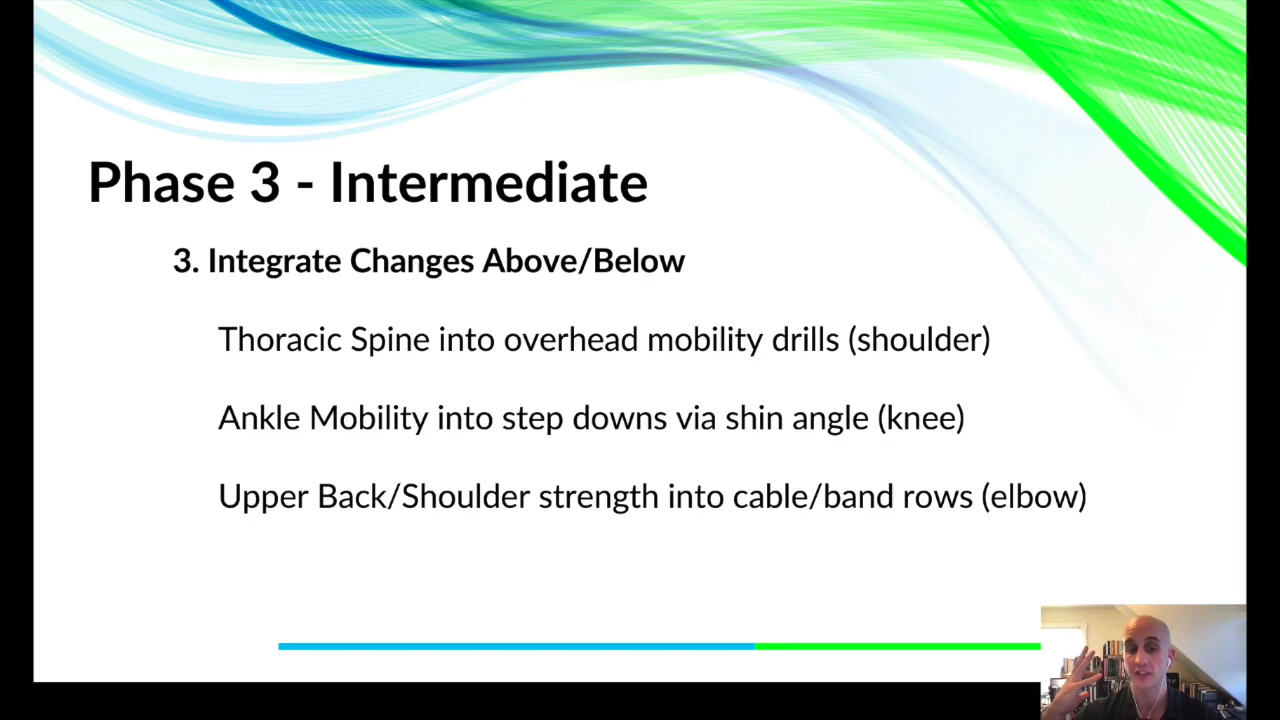 Phase 3 - Intermediate
3. Integrate Changes Above/Below
Thoracic Spine into overhead mobility drills (shoulder)
Ankle Mobility into step downs via shin angle (knee)
Upper Back/Shoulder strength into cable/band rows (elbow)